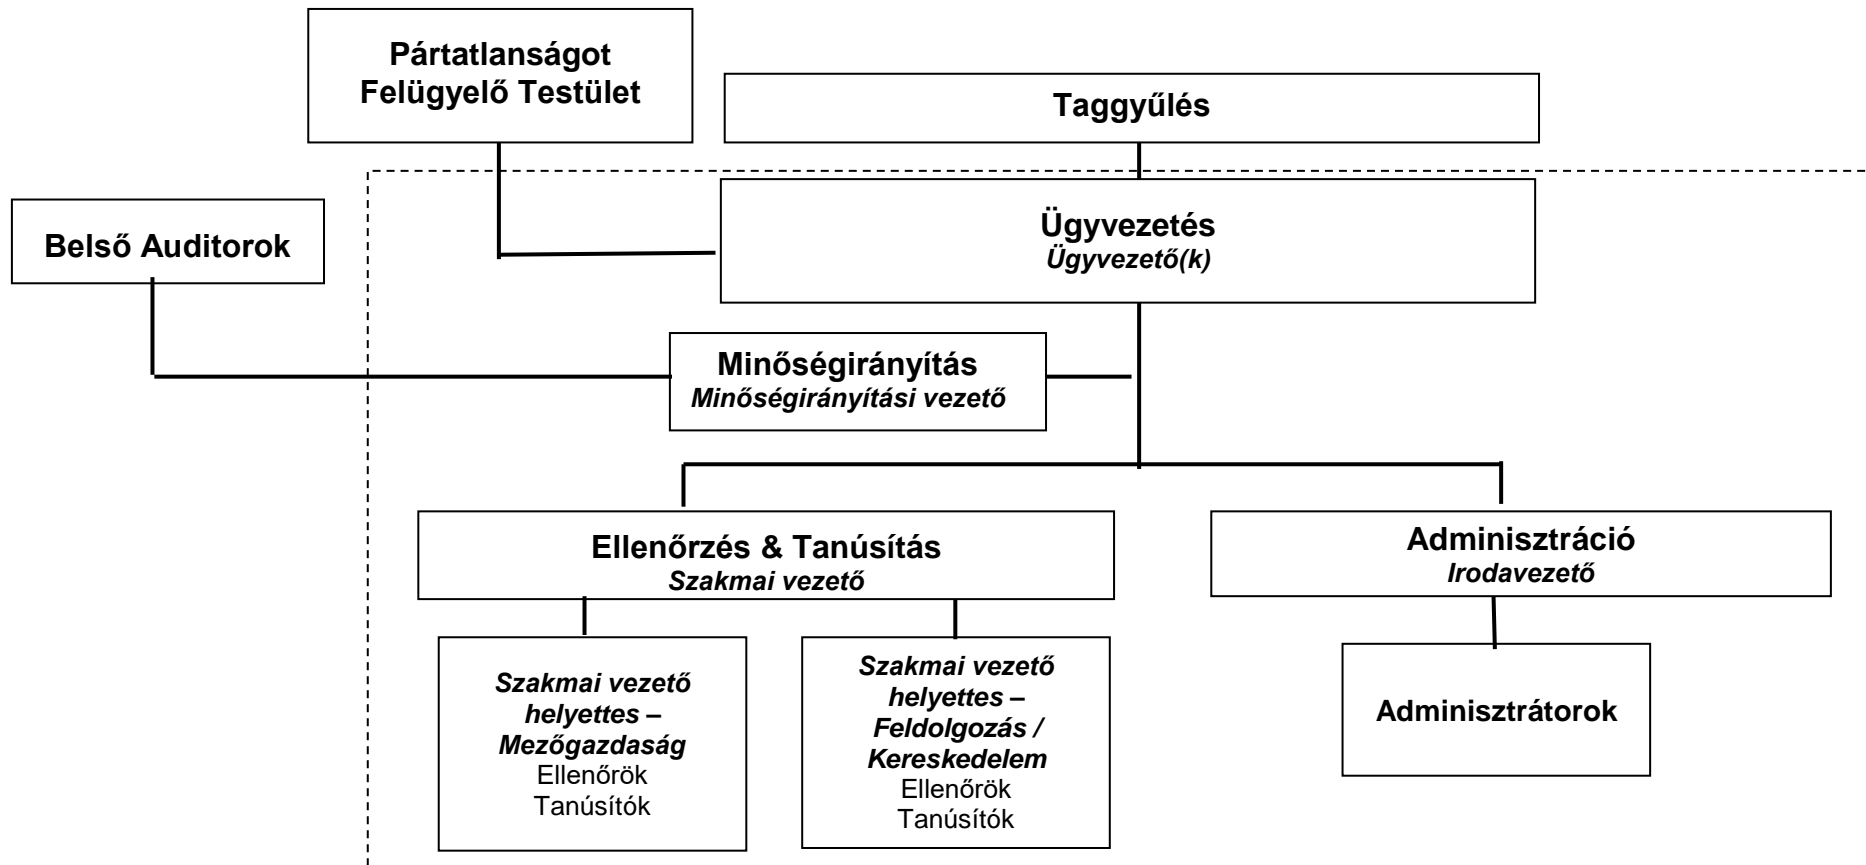 Pártatlanságot
Felügyelő Testület
Taggyűlés
Belső Auditorok
Ügyvezetés
Ügyvezető(k)
Minőségirányítás
Minőségirányítási vezető
Ellenőrzés & Tanúsítás
Szakmai vezető
Adminisztráció
Irodavezető
Szakmai vezető
helyettes –
Mezőgazdaság
Ellenőrök
Tanúsítók
Szakmai vezető
helyettes –
Feldolgozás /
Kereskedelem
Ellenőrök
Tanúsítók
Adminisztrátorok